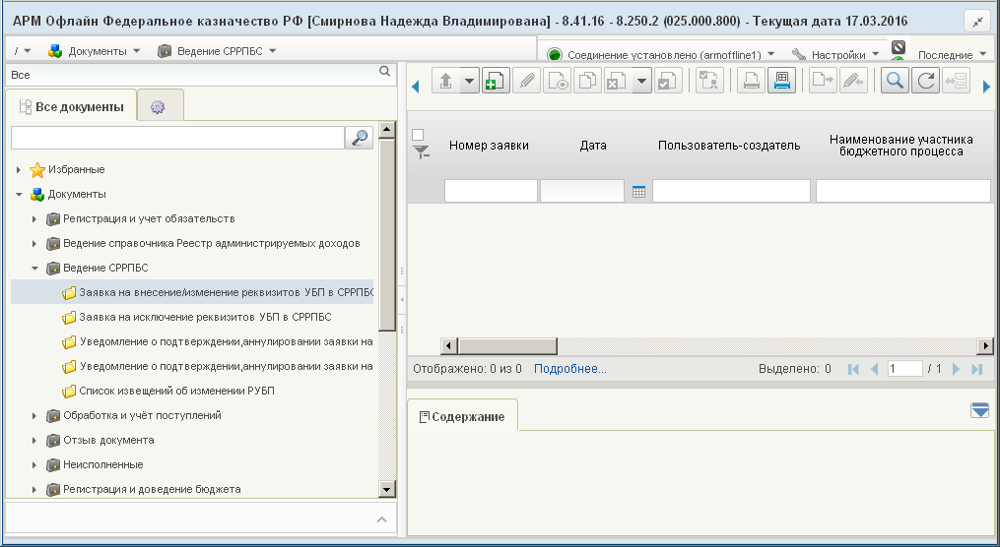 АРМ Офлайн Федеральное казначество РФ [Смирнова Надежда Владимировна] - 8.41.16 - 8.250.2 (025.000.800) - Текущая дата 17.03.2016
/ Документы Ведение СРРПБС
Соединение установлено (armoffline1) Настройки Последние
Все
Все документы
Избранные
Документы
Регистрация и учет обязательств
Ведение справочника Реестр администрируемых доходов
Ведение СРРПБС
Заявка на внесение/изменение реквизитов УБП в СРРПБС
Заявка на исключение реквизитов УБП в СРРПБС
Уведомление о подтверждении,аннулировании заявки на
Уведомление о подтверждении,аннулировании заявки на
Список извещений об изменении РУБП
Обработка и учёт поступлений
Отзыв документа
Неисполненные
Регистрация и доведение бюджета
Номер заявки Дата Пользователь-создатель Наименование участника
бюджетного процесса
Отображено: 0 из 0 Подробнее... Выделено: 0 1 / 1
Содержание